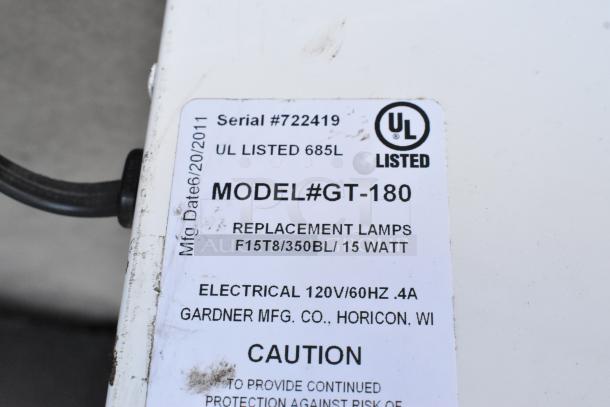 Mfg Date6/20/2011
Serial #722419
UL
LISTED
UL LISTED 685L
MODEL#GT-180
REPLACEMENT LAMPS
F15T8/350BL/ 15 WATT
ELECTRICAL 120V/60HZ .4A
GARDNER MFG. CO., HORICON, WI
CAUTION
TO PROVIDE CONTINUED
PROTECTION AGAINST RISK OF